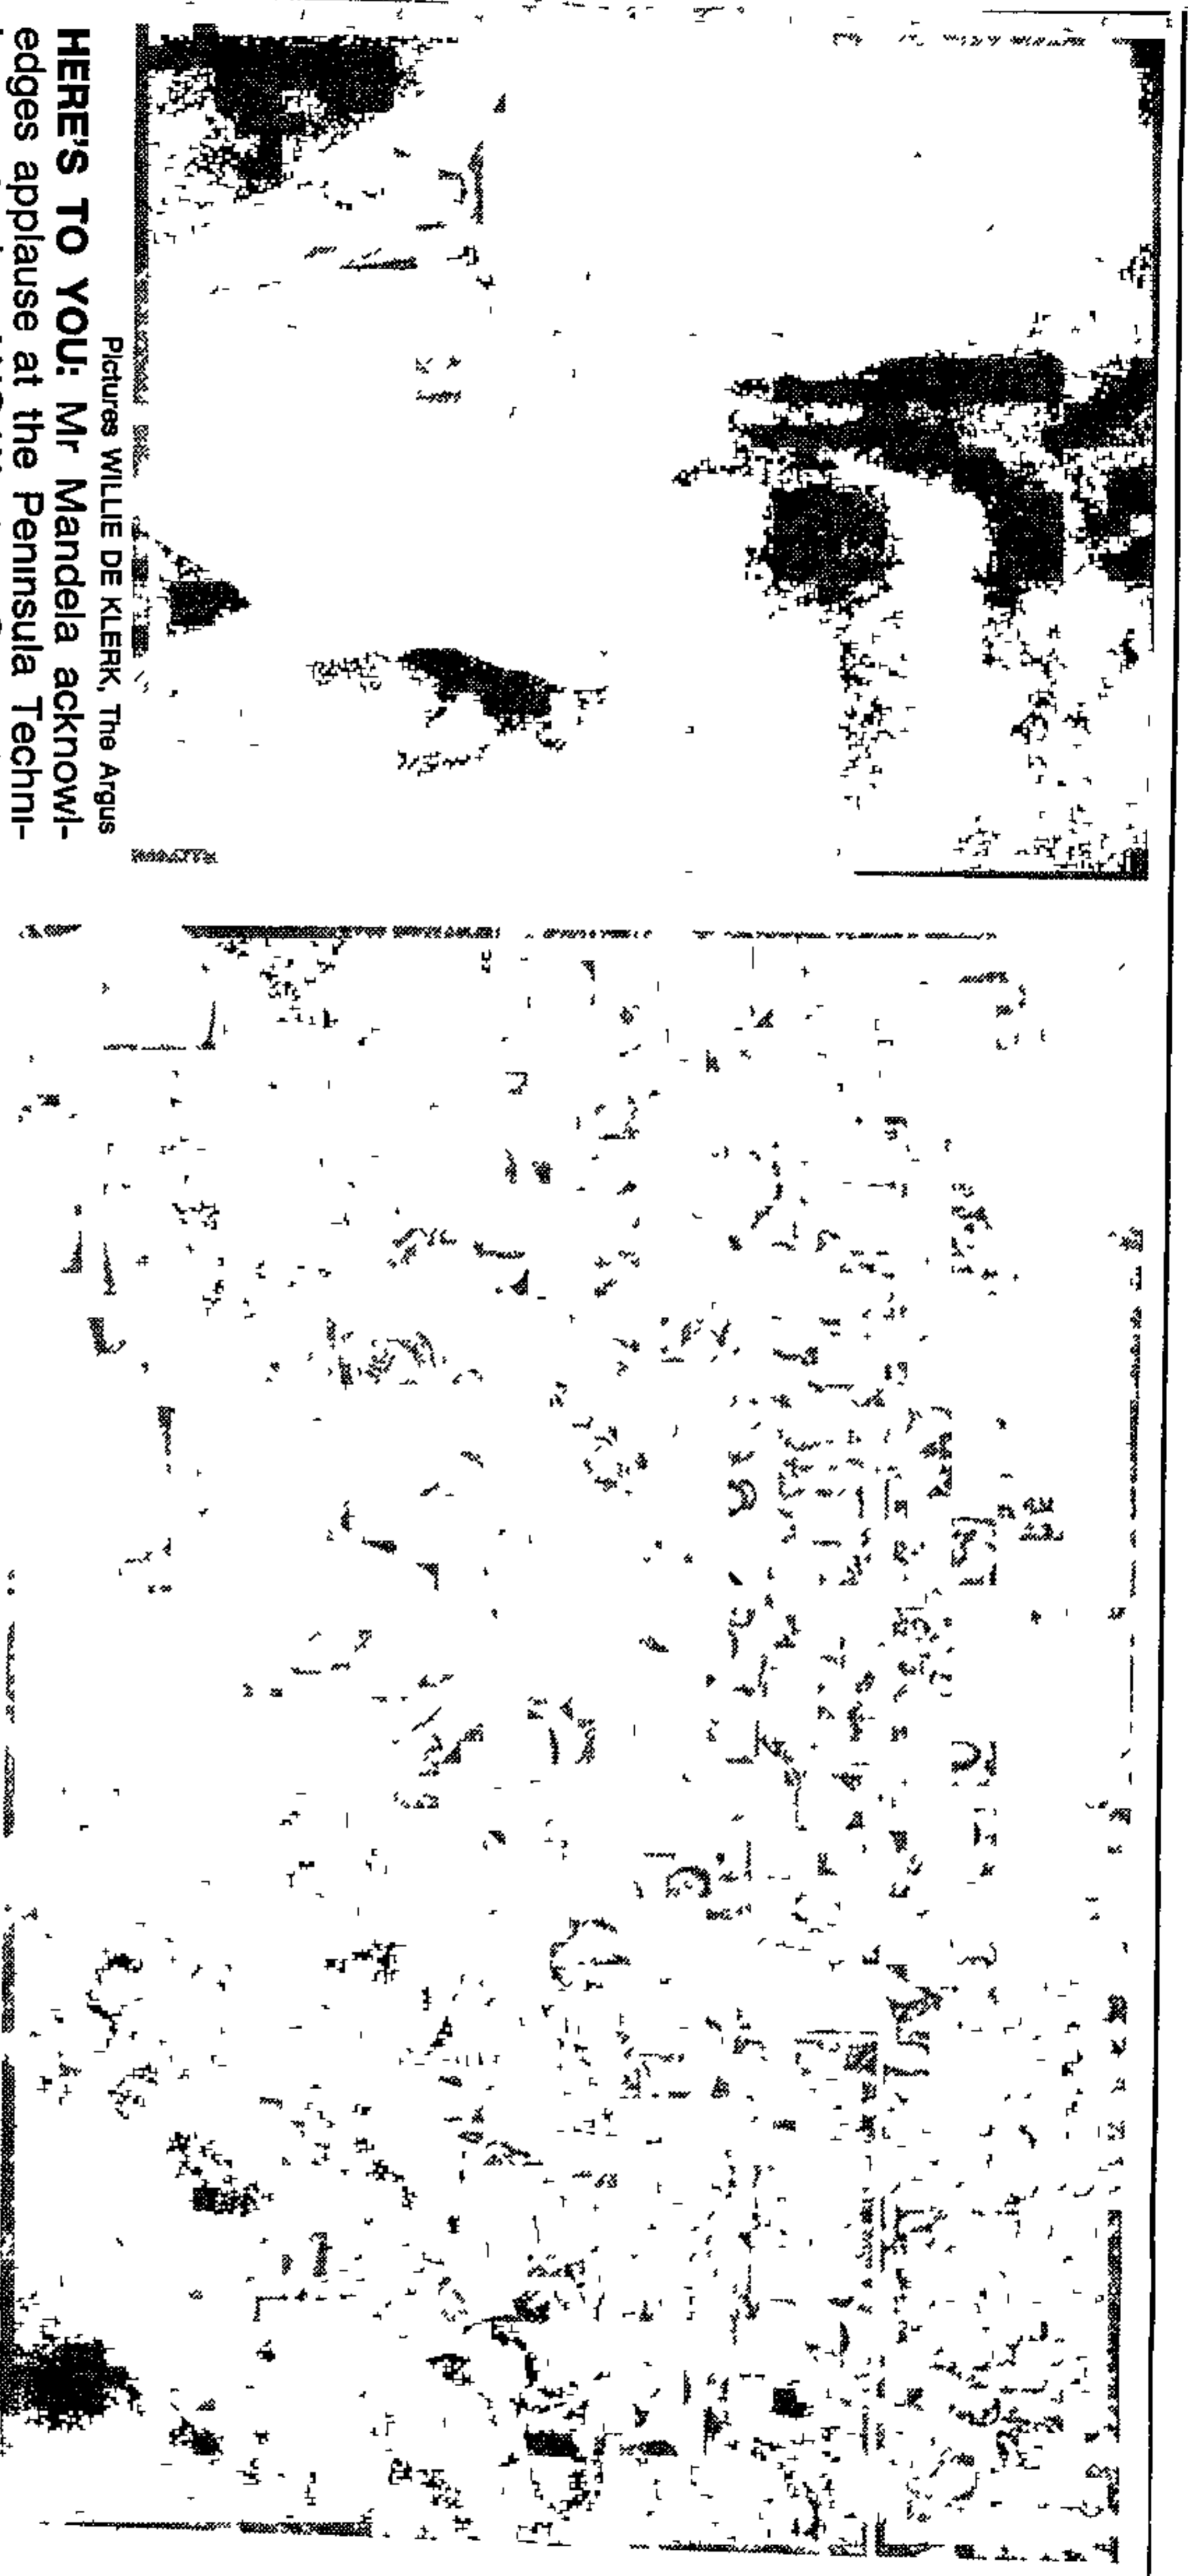 Pictures WILLIE DE KLERK, The Argus
HERE'S TO YOU: Mr Mandela acknowl-
edges applause at the Peninsula Techni-